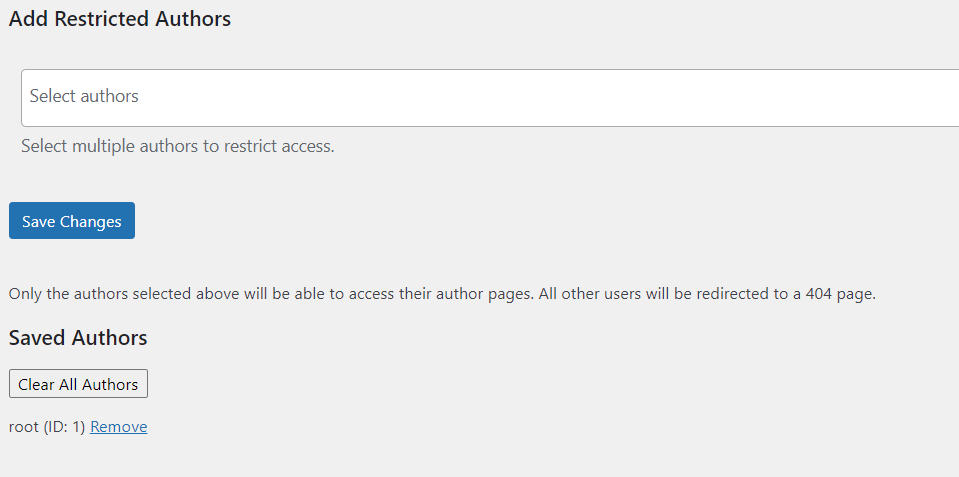 Add Restricted Authors
Select authors
Select multiple authors to restrict access.
Save Changes
Only the authors selected above will be able to access their author pages. All other users will be redirected to a 404 page.
Saved Authors
Clear All Authors
root (ID: 1) Remove